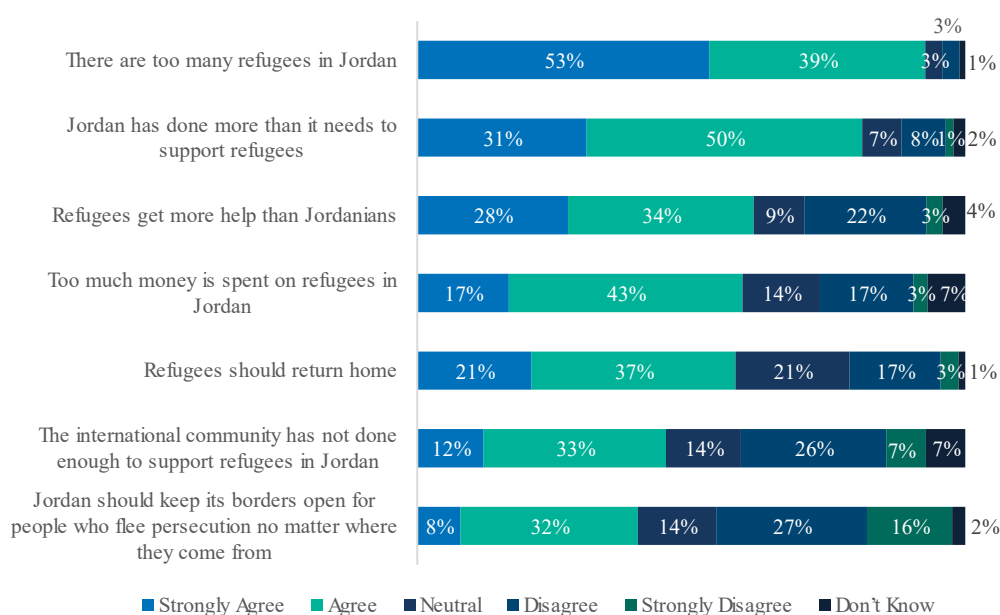 3%
There are too many refugees in Jordan 53% 39% 3% 1%
Jordan has done more than it needs to
support refugees
31% 50% 7% 8% 1% 2%
Refugees get more help than Jordanians 28% 34% 9% 22% 3% 4%
Too much money is spent on refugees in
Jordan
17% 43% 14% 17% 3% 7%
Refugees should return home 21% 37% 21% 17% 3% 1%
The international community has not done
enough to support refugees in Jordan
12% 33% 14% 26% 7% 7%
Jordan should keep its borders open for
people who flee persecution no matter where
they come from
8% 32% 14% 27% 16% 2%
Strongly Agree Agree Neutral Disagree Strongly Disagree Don't Know